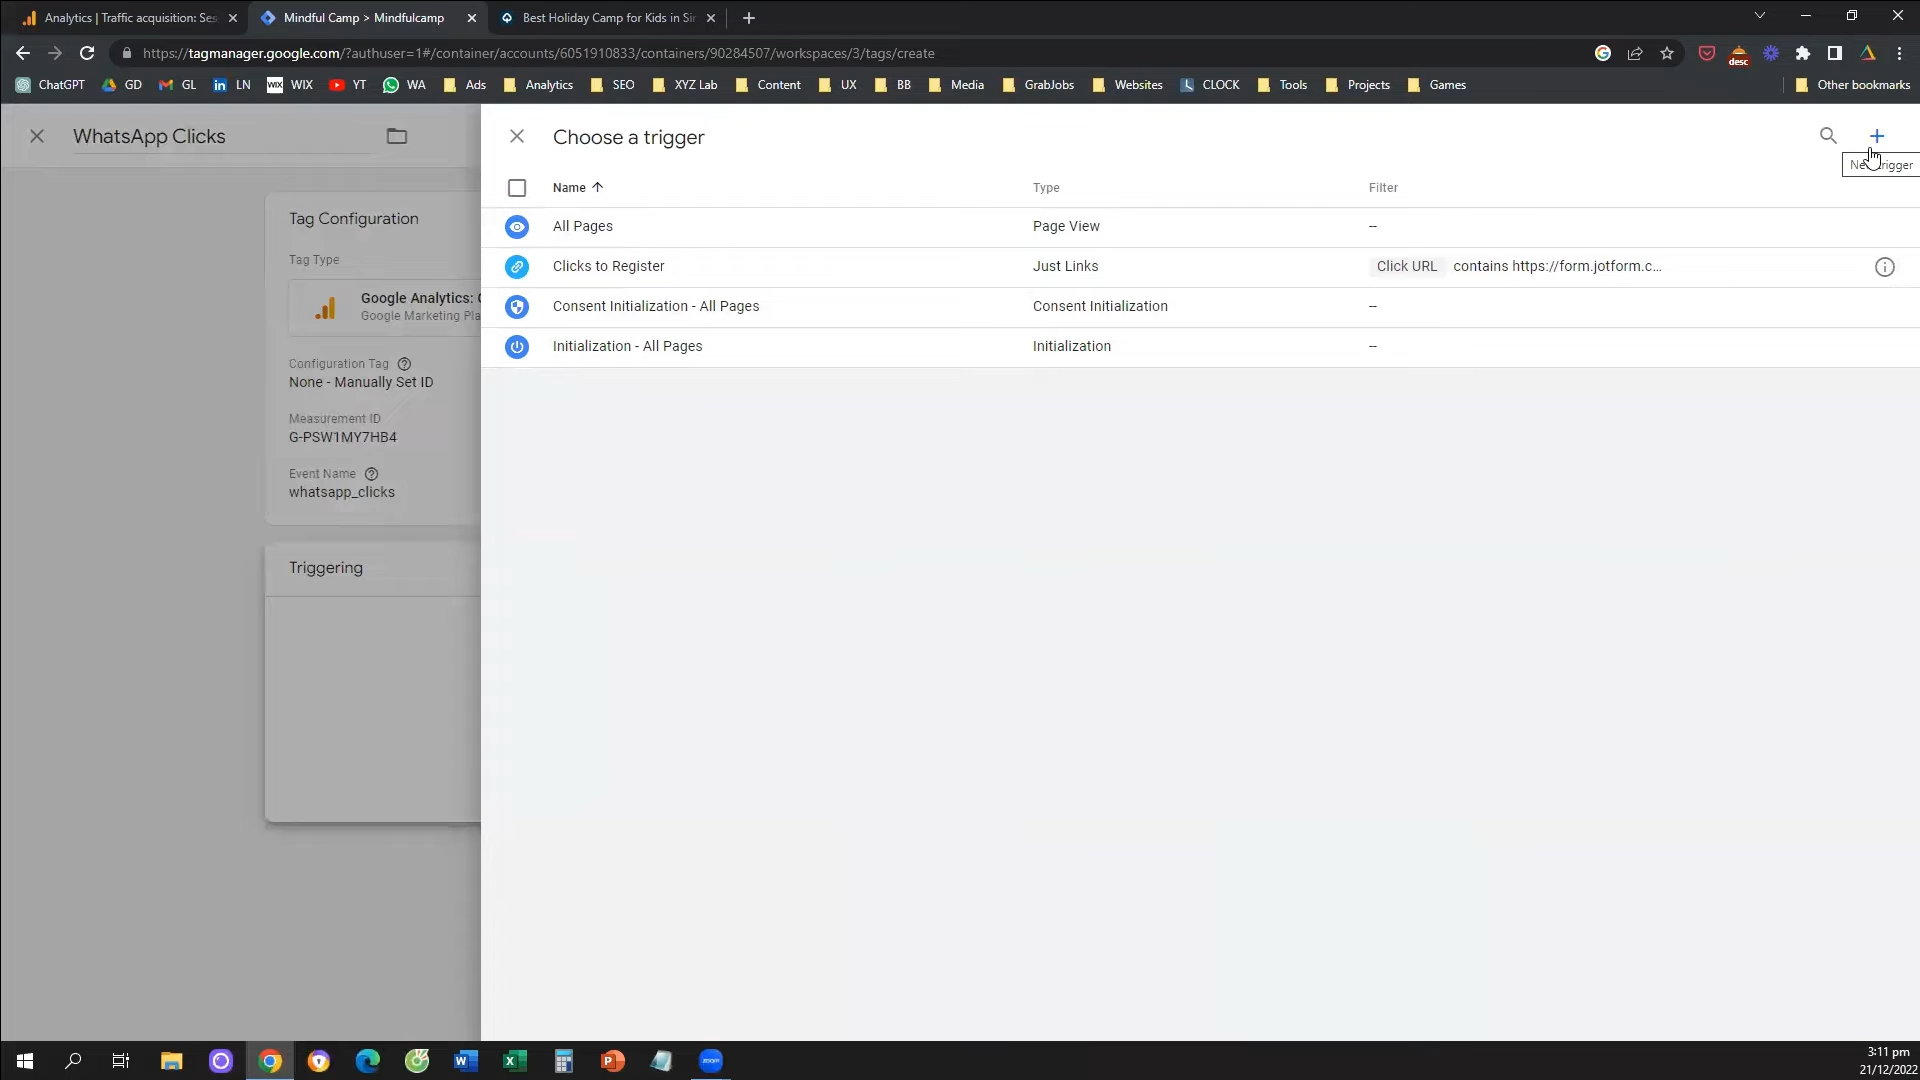 Analytics | Traffic acquisition: Ses
Mindful Camp > Mindfulcamp
Best Holiday Camp for Kids in Sin
https://tagmanager.google.com/?authuser=1#/container/accounts/6051910833/containers/90284507/workspaces/3/tags/create
desc
ChatGPT GD GL LN WIX YT WA Ads Analytics SEO XYZ Lab Content UX BB Media GrabJobs Websites CLOCK Tools Projects Games Other bookmarks
WhatsApp Clicks
Choose a trigger
Name Type Filter
All Pages Page View --
Clicks to Register Just Links Click URL contains https://form.jotform.c...
Consent Initialization - All Pages Consent Initialization --
Initialization - All Pages Initialization --
Tag Configuration
Tag Type
Google Analytics:
Google Marketing Pla
Configuration Tag
None - Manually Set ID
Measurement ID
G-PSW1MY7HB4
Event Name
whatsapp_clicks
Triggering
3:11 pm
21/12/2022